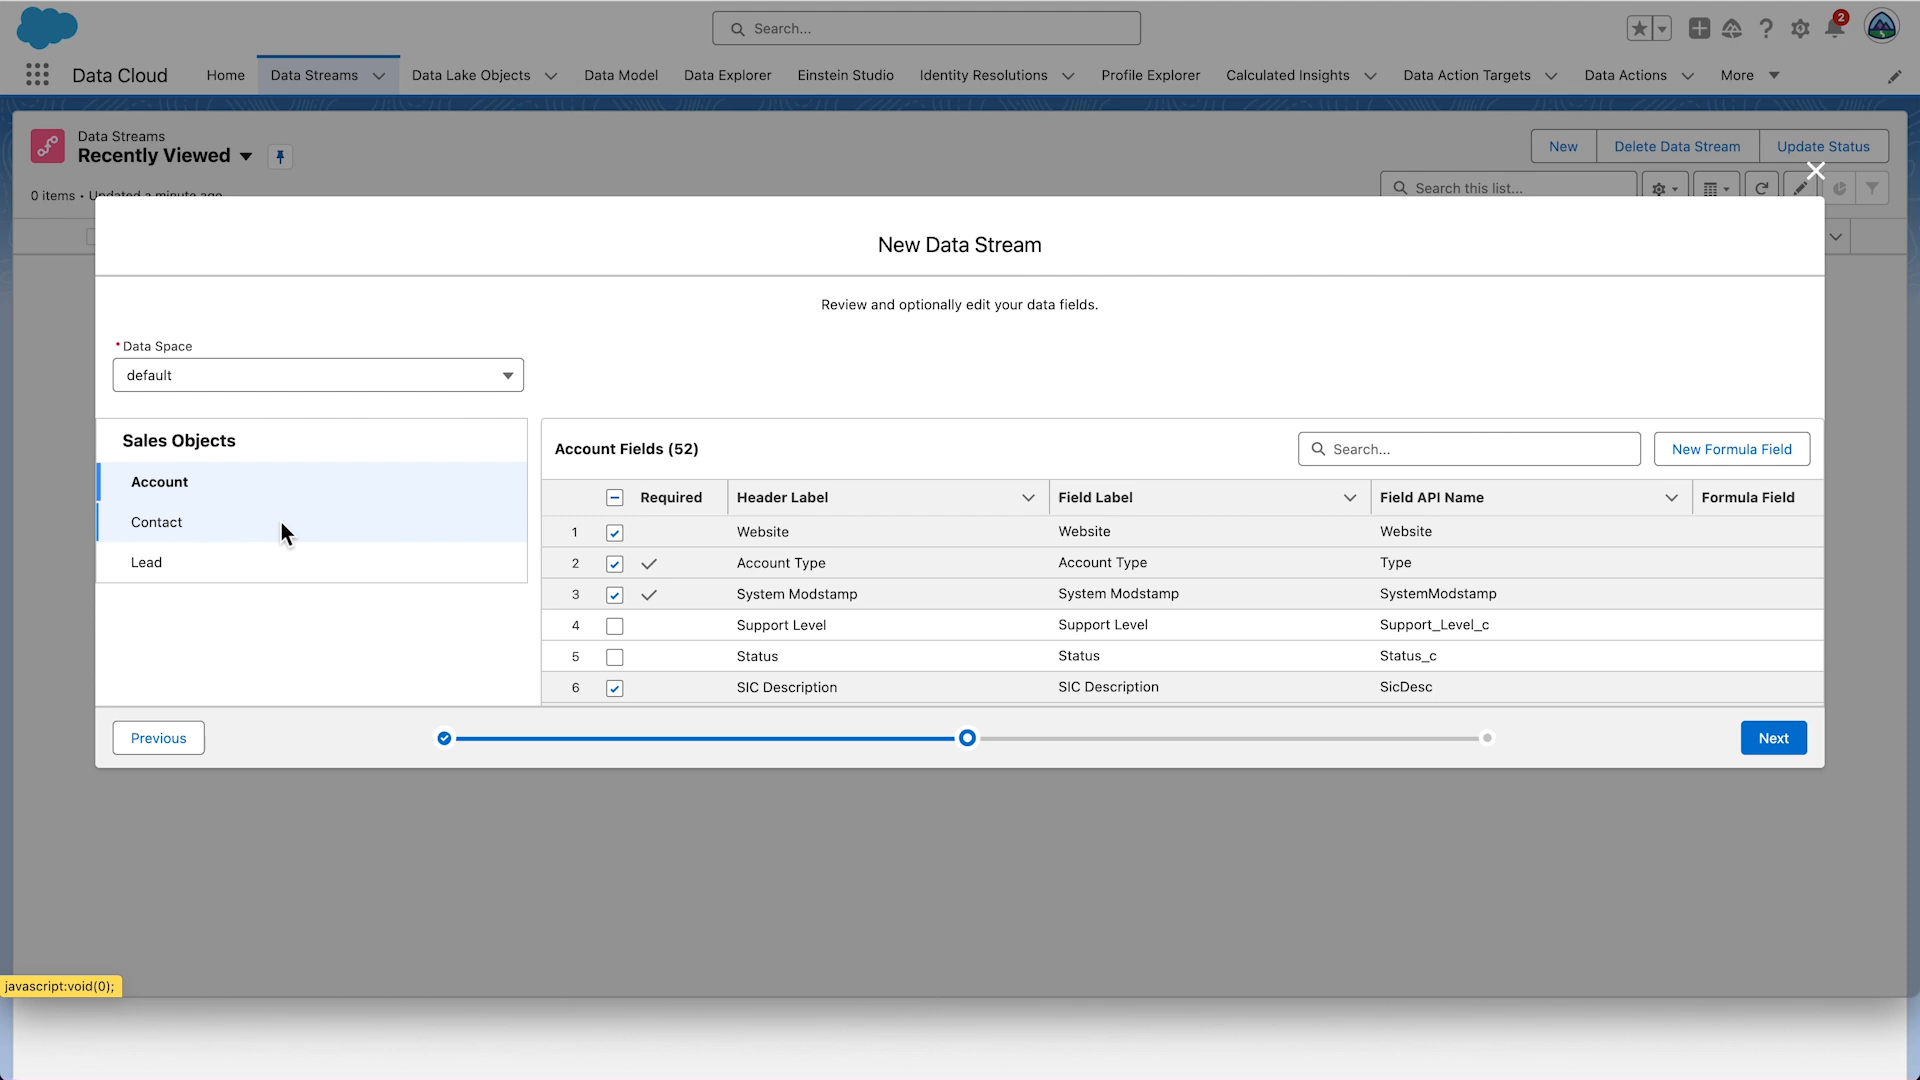 Search...
2
Data Cloud
Home
Data Streams
Data Lake Objects
Data Model
Data Explorer
Einstein Studio
Identity Resolutions
Profile Explorer
Calculated Insights
Data Action Targets
Data Actions
More
Data Streams
Recently Viewed
New
Delete Data Stream
Update Status
0 items • Updated a minute ago
Search this list...
New Data Stream
Review and optionally edit your data fields.
* Data Space
default
Sales Objects
Account
Contact
Lead
Account Fields (52)
Search...
New Formula Field
Required Header Label Field Label Field API Name Formula Field
1 Website Website Website
2 Account Type Account Type Type
3 System Modstamp System Modstamp SystemModstamp
4 Support Level Support Level Support_Level_c
5 Status Status Status_c
6 SIC Description SIC Description SicDesc
Previous
Next
javascript:void(0);